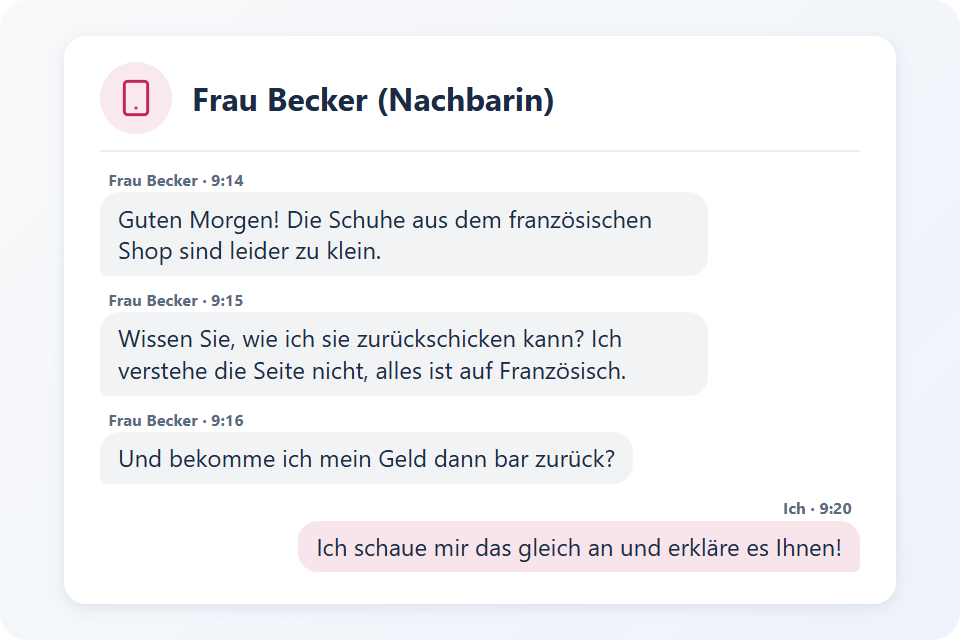 Frau Becker (Nachbarin)
Frau Becker · 9:14
Guten Morgen! Die Schuhe aus dem französischen
Shop sind leider zu klein.
Frau Becker · 9:15
Wissen Sie, wie ich sie zurückschicken kann? Ich
verstehe die Seite nicht, alles ist auf Französisch.
Frau Becker · 9:16
Und bekomme ich mein Geld dann bar zurück?
Ich · 9:20
Ich schaue mir das gleich an und erkläre es Ihnen!